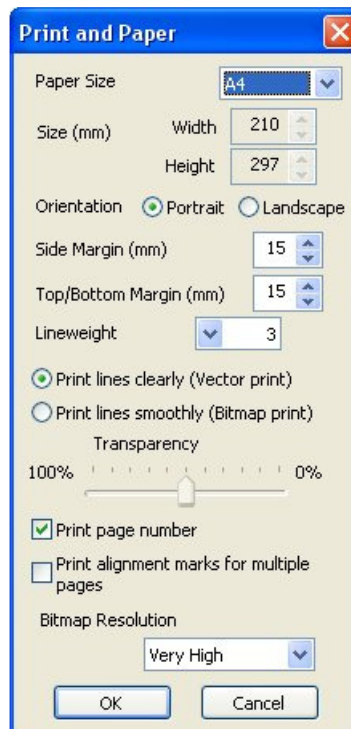 Print and Paper
Paper Size A4
Size (mm) Width 210
Height 297
Orientation Portrait Landscape
Side Margin (mm) 15
Top/Bottom Margin (mm) 15
Lineweight 3
Print lines clearly (Vector print)
Print lines smoothly (Bitmap print)
Transparency
100% 0%
Print page number
Print alignment marks for multiple
pages
Bitmap Resolution
Very High
OK Cancel